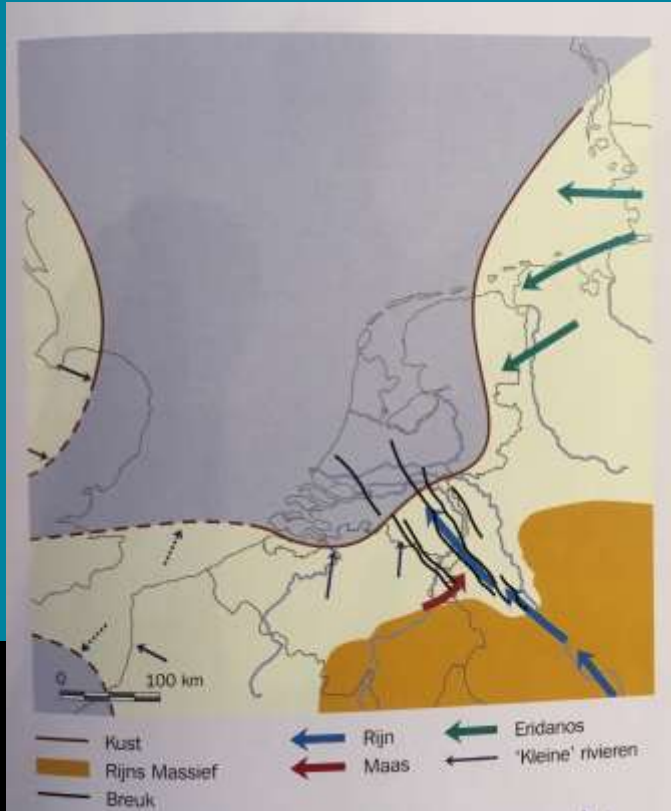 0 100 km
Kust
Rijns Massief
Breuk
Rijn
Maas
Eridanos
'Kleine' rivieren